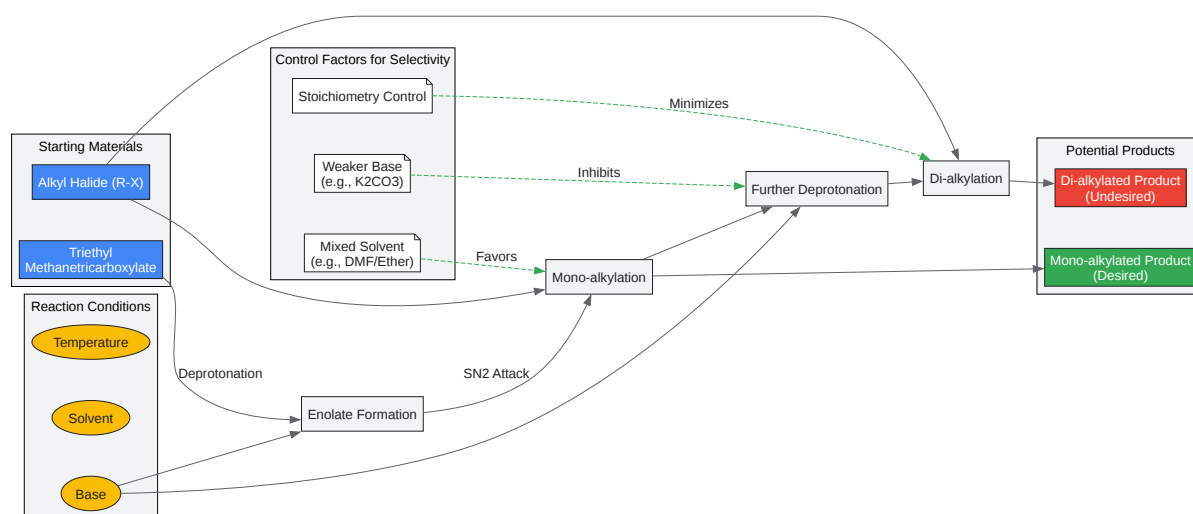 Control Factors for Selectivity
Stoichiometry Control
Minimizes
Starting Materials
Alkyl Halide (R-X)
Weaker Base
(e.g., K2CO3)
Inhibits
Further Deprotonation
Di-alkylation
Potential Products
Di-alkylated Product
(Undesired)
Triethyl
Methanetricarboxylate
Mixed Solvent
(e.g., DMF/Ether)
Favors
Mono-alkylation
Mono-alkylated Product
(Desired)
Reaction Conditions
Temperature
Deprotonation
SN2 Attack
Solvent
Enolate Formation
Base